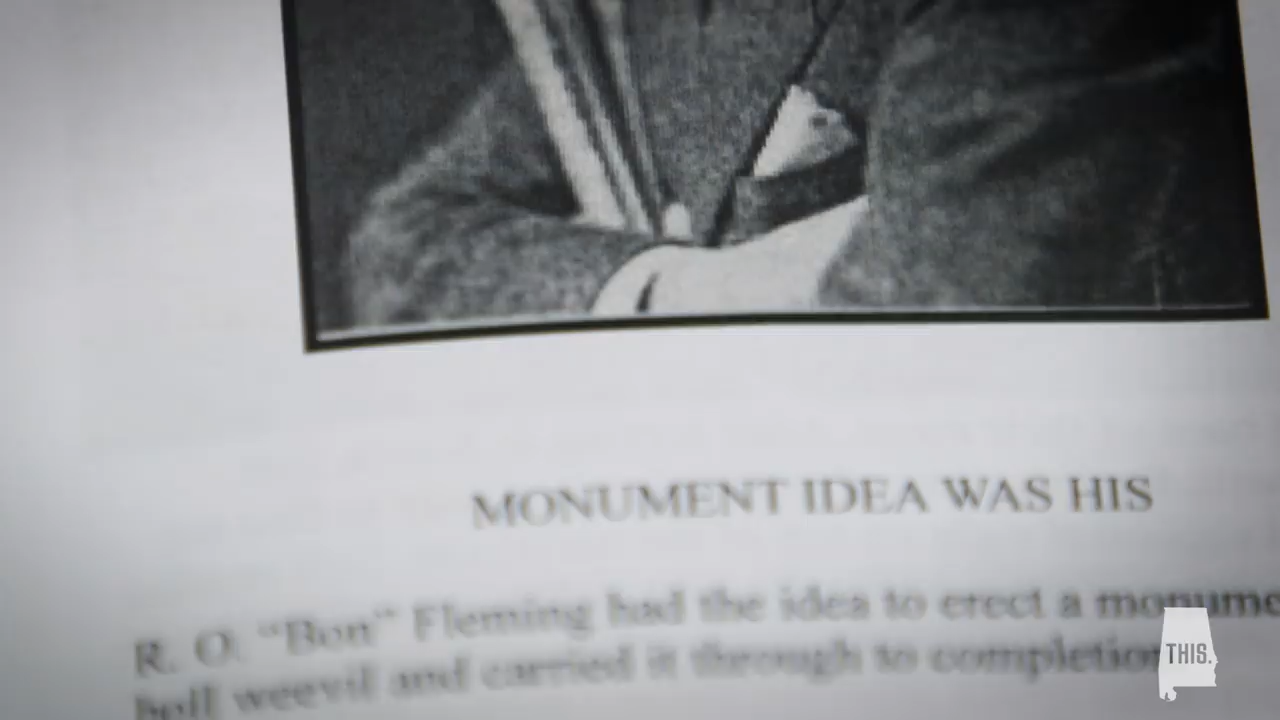 MONUMENT IDEA WAS HIS
R. O. "Bon" Fleming had the idea to erect a monume
boll weevil and carried it through to completion
THIS.